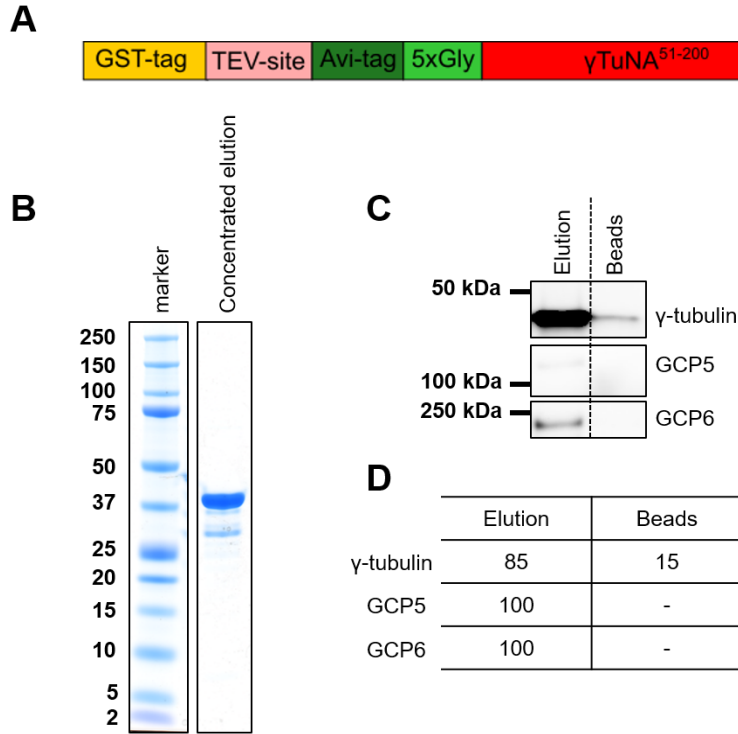 A
GST-tag TEV-site Avi-tag 5xGly γTuNA51-200
B
marker
Concentrated elution
250
150
100
75
50
37
25
20
15
10
5
2
C
Elution
Beads
50 kDa
γ-tubulin
GCP5
100 kDa
250 kDa
GCP6
D
Elution Beads
γ-tubulin 85 15
GCP5 100 -
GCP6 100 -